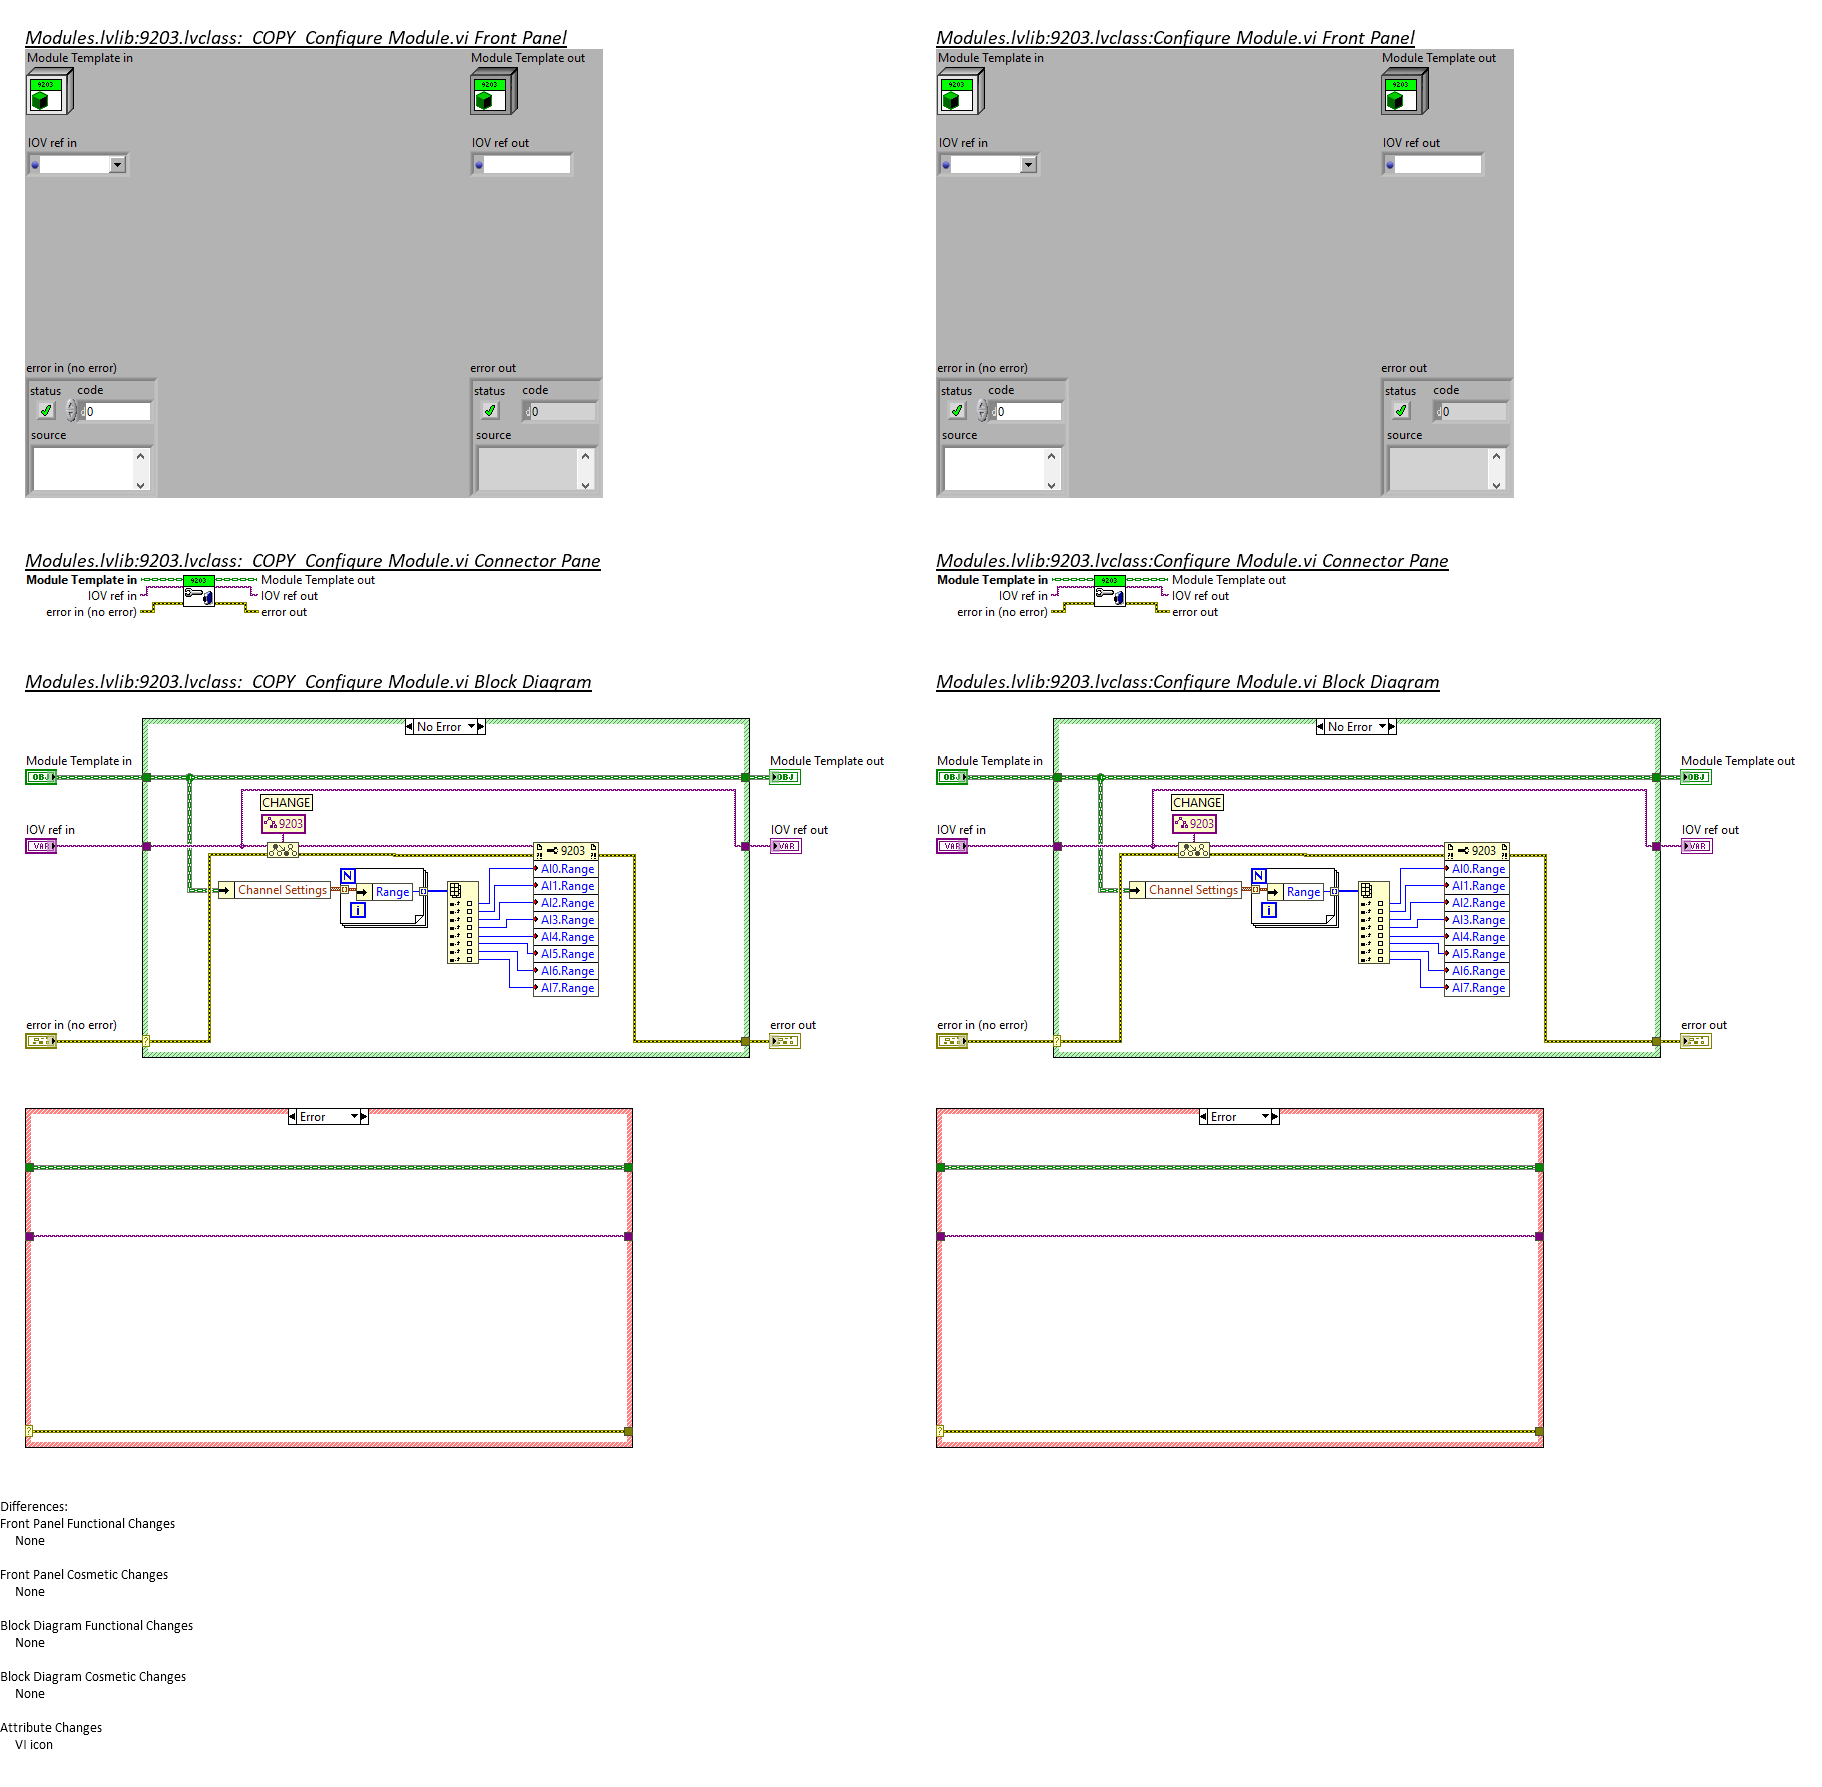 Modules.lvlib:9203.lvclass:_COPY_Configure Module.vi Front Panel
Module Template in
Module Template out
9203
9203
IOV ref in
IOV ref out
error in (no error)
error out
status
code
status
code
d
0
d
0
source
source
Modules.lvlib:9203.lvclass:Configure Module.vi Front Panel
Module Template in
Module Template out
9203
9203
IOV ref in
IOV ref out
error in (no error)
error out
status
code
status
code
d
0
d
0
source
source
Modules.lvlib:9203.lvclass:_COPY_Configure Module.vi Connector Pane
Module Template in
9203
Module Template out
IOV ref in
IOV ref out
error in (no error)
error out
Modules.lvlib:9203.lvclass:Configure Module.vi Connector Pane
Module Template in
9203
Module Template out
IOV ref in
IOV ref out
error in (no error)
error out
Modules.lvlib:9203.lvclass:_COPY_Configure Module.vi Block Diagram
No Error
Module Template in
OBJ
Module Template out
OBJ
CHANGE
9203
IOV ref in
VAR
IOV ref out
VAR
9203
AI0.Range
AI1.Range
AI2.Range
AI3.Range
AI4.Range
AI5.Range
AI6.Range
AI7.Range
Channel Settings
N
Range
i
error in (no error)
?
error out
Modules.lvlib:9203.lvclass:Configure Module.vi Block Diagram
No Error
Module Template in
OBJ
Module Template out
OBJ
CHANGE
9203
IOV ref in
VAR
IOV ref out
VAR
9203
AI0.Range
AI1.Range
AI2.Range
AI3.Range
AI4.Range
AI5.Range
AI6.Range
AI7.Range
Channel Settings
N
Range
i
error in (no error)
?
error out
Error
?
Error
?
Differences:
Front Panel Functional Changes
None
Front Panel Cosmetic Changes
None
Block Diagram Functional Changes
None
Block Diagram Cosmetic Changes
None
Attribute Changes
VI icon